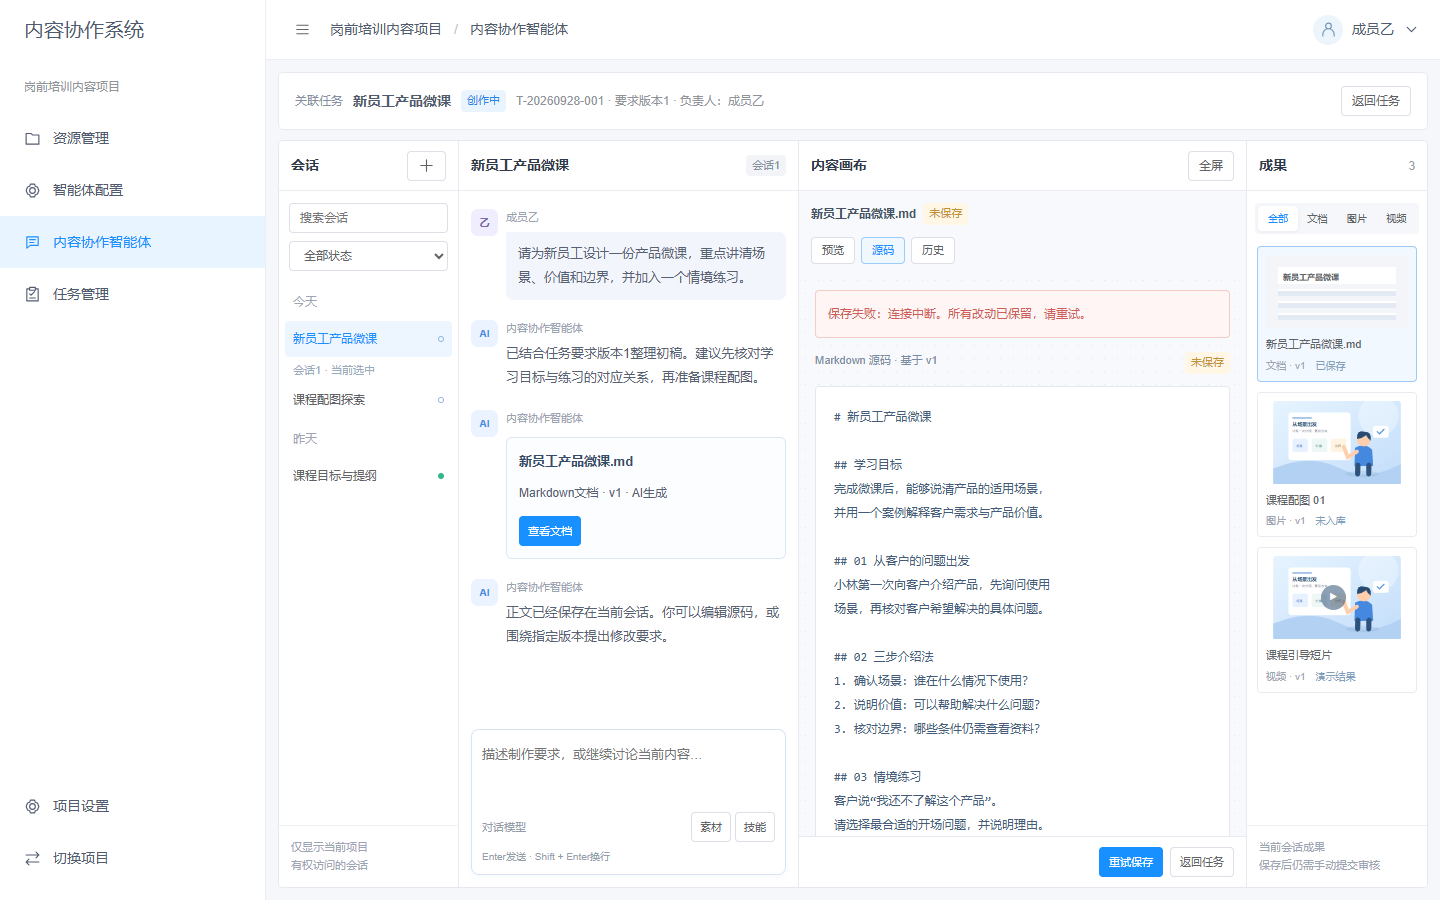 内容协作系统
岗前培训内容项目
资源管理
智能体配置
内容协作智能体
任务管理
项目设置
切换项目
岗前培训内容项目 / 内容协作智能体
成员乙
关联任务 新员工产品微课 创作中 T-20260928-001 · 要求版本1 · 负责人：成员乙
返回任务
会话
搜索会话
全部状态
今天
新员工产品微课
会话1 · 当前选中
课程配图探索
昨天
课程目标与提纲
仅显示当前项目
有权访问的会话
新员工产品微课 会话1
乙 成员乙
请为新员工设计一份产品微课，重点讲清场
景、价值和边界，并加入一个情境练习。
AI 内容协作智能体
已结合任务要求版本1整理初稿。建议先核对学
习目标与练习的对应关系，再准备课程配图。
AI 内容协作智能体
新员工产品微课.md
Markdown文档 · v1 · AI生成
查看文档
AI 内容协作智能体
正文已经保存在当前会话。你可以编辑源码，或
围绕指定版本提出修改要求。
描述制作要求，或继续讨论当前内容…
对话模型 素材 技能
Enter发送 · Shift + Enter换行
内容画布 全屏
新员工产品微课.md 未保存
预览 源码 历史
保存失败：连接中断。所有改动已保留，请重试。
Markdown 源码 · 基于 v1 未保存
# 新员工产品微课
## 学习目标
完成微课后，能够说清产品的适用场景，
并用一个案例解释客户需求与产品价值。
## 01 从客户的问题出发
小林第一次向客户介绍产品，先询问使用
场景，再核对客户希望解决的具体问题。
## 02 三步介绍法
1. 确认场景：谁在什么情况下使用？
2. 说明价值：可以帮助解决什么问题？
3. 核对边界：哪些条件仍需查看资料？
## 03 情境练习
客户说“我还不了解这个产品”。
请选择最合适的开场问题，并说明理由。
重试保存 返回任务
成果 3
全部 文档 图片 视频
新员工产品微课
新员工产品微课.md
文档 · v1 已保存
从场景出发
课程配图 01
图片 · v1 未入库
从场景出发
课程引导短片
视频 · v1 演示结果
当前会话成果
保存后仍需手动提交审核